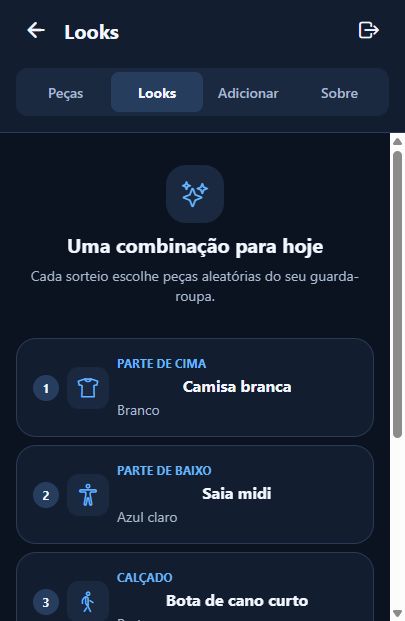 Looks
Peças
Looks
Adicionar
Sobre
Uma combinação para hoje
Cada sorteio escolhe peças aleatórias do seu guarda-
roupa.
1
PARTE DE CIMA
Camisa branca
Branco
2
PARTE DE BAIXO
Saia midi
Azul claro
3
CALÇADO
Bota de cano curto